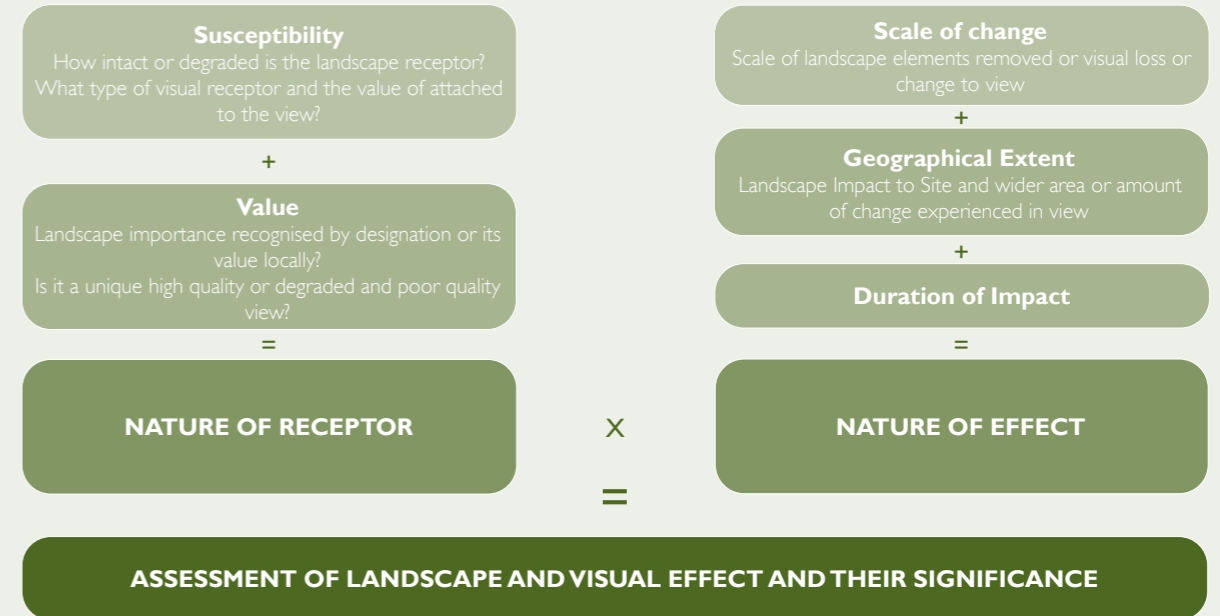 Susceptibility
How intact or degraded is the landscape receptor?
What type of visual receptor and the value of attached
to the view?
+
Value
Landscape importance recognised by designation or its
value locally?
Is it a unique high quality or degraded and poor quality
view?
=
NATURE OF RECEPTOR
x
Scale of change
Scale of landscape elements removed or visual loss or
change to view
+
Geographical Extent
Landscape Impact to Site and wider area or amount
of change experienced in view
+
Duration of Impact
=
NATURE OF EFFECT
=
ASSESSMENT OF LANDSCAPE AND VISUAL EFFECT AND THEIR SIGNIFICANCE